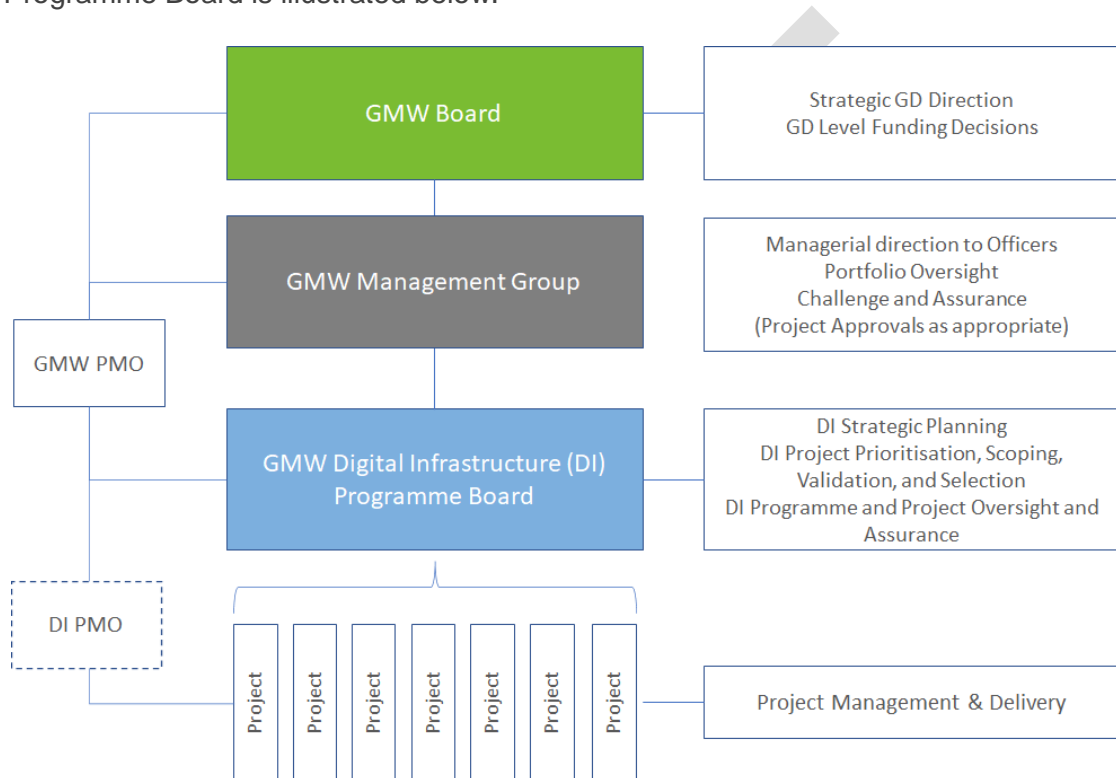 Programme Board is illustrated below.
GMW Board
Strategic GD Direction
GD Level Funding Decisions
GMW Management Group
Managerial direction to Officers
Portfolio Oversight
Challenge and Assurance
(Project Approvals as appropriate)
GMW PMO
GMW Digital Infrastructure (DI)
Programme Board
DI Strategic Planning
DI Project Prioritisation, Scoping,
Validation, and Selection
DI Programme and Project Oversight and
Assurance
DI PMO
Project
Project
Project
Project
Project
Project
Project
Project Management & Delivery